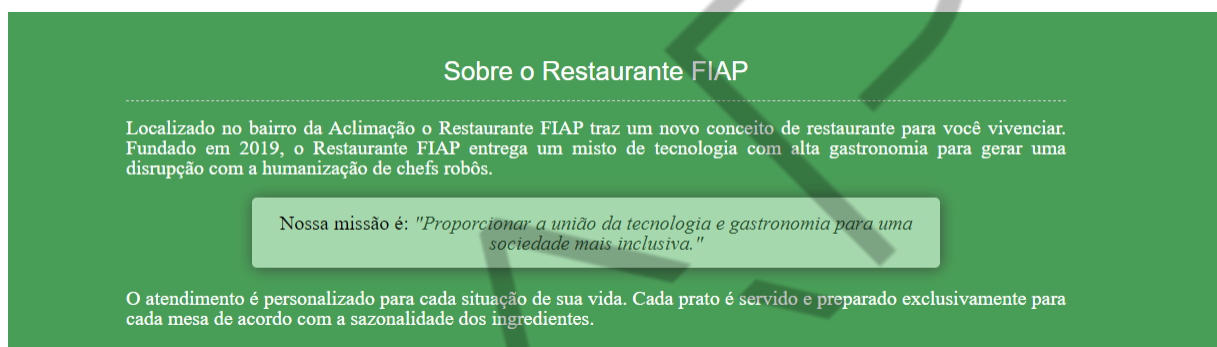 Sobre o Restaurante FIAP
Localizado no bairro da Aclimação o Restaurante FIAP traz um novo conceito de restaurante para você vivenciar.
Fundado em 2019, o Restaurante FIAP entrega um misto de tecnologia com alta gastronomia para gerar uma
disrupção com a humanização de chefs robôs.
Nossa missão é: "Proporcionar a união da tecnologia e gastronomia para uma
sociedade mais inclusiva."
O atendimento é personalizado para cada situação de sua vida. Cada prato é servido e preparado exclusivamente para
cada mesa de acordo com a sazonalidade dos ingredientes.